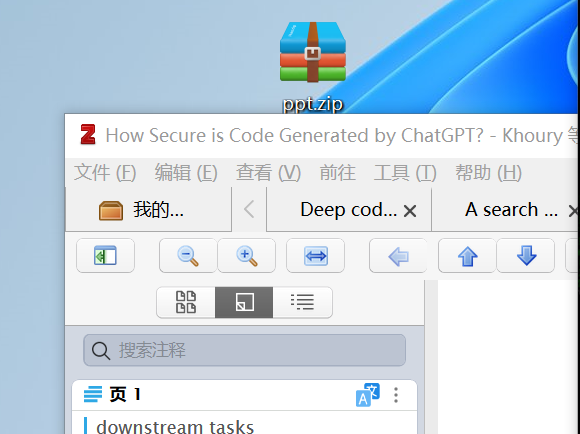 ppt.zip
How Secure is Code Generated by ChatGPT? - Khoury 等
文件 (F) 编辑 (E) 查看 (V) 前往 工具 (T) 帮助 (H)
我的... Deep cod... A search ...
搜索注释
页 1
downstream tasks